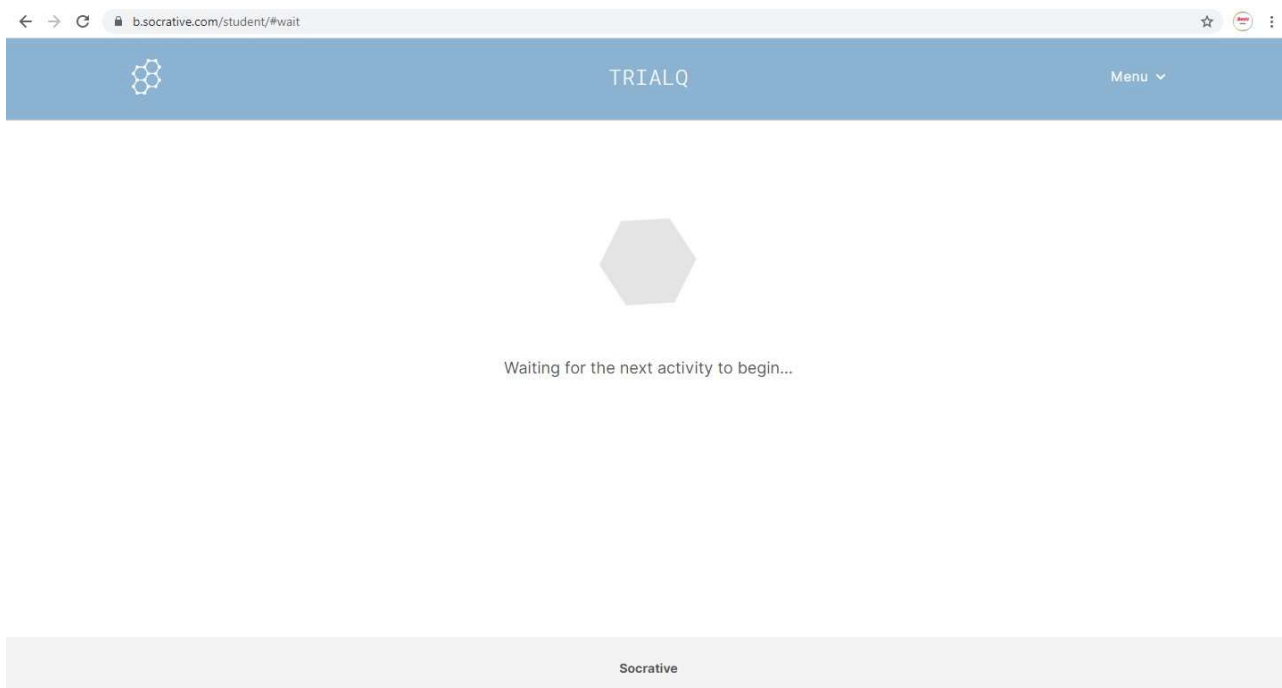 b.socrative.com/student/#wait
TRIALQ
Menu
Waiting for the next activity to begin...
Socrative